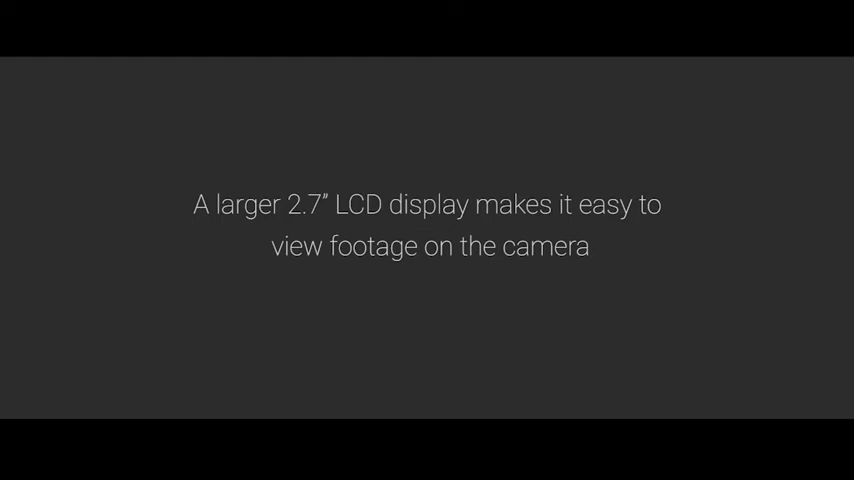 A larger 2.7” LCD display makes it easy to
view footage on the camera